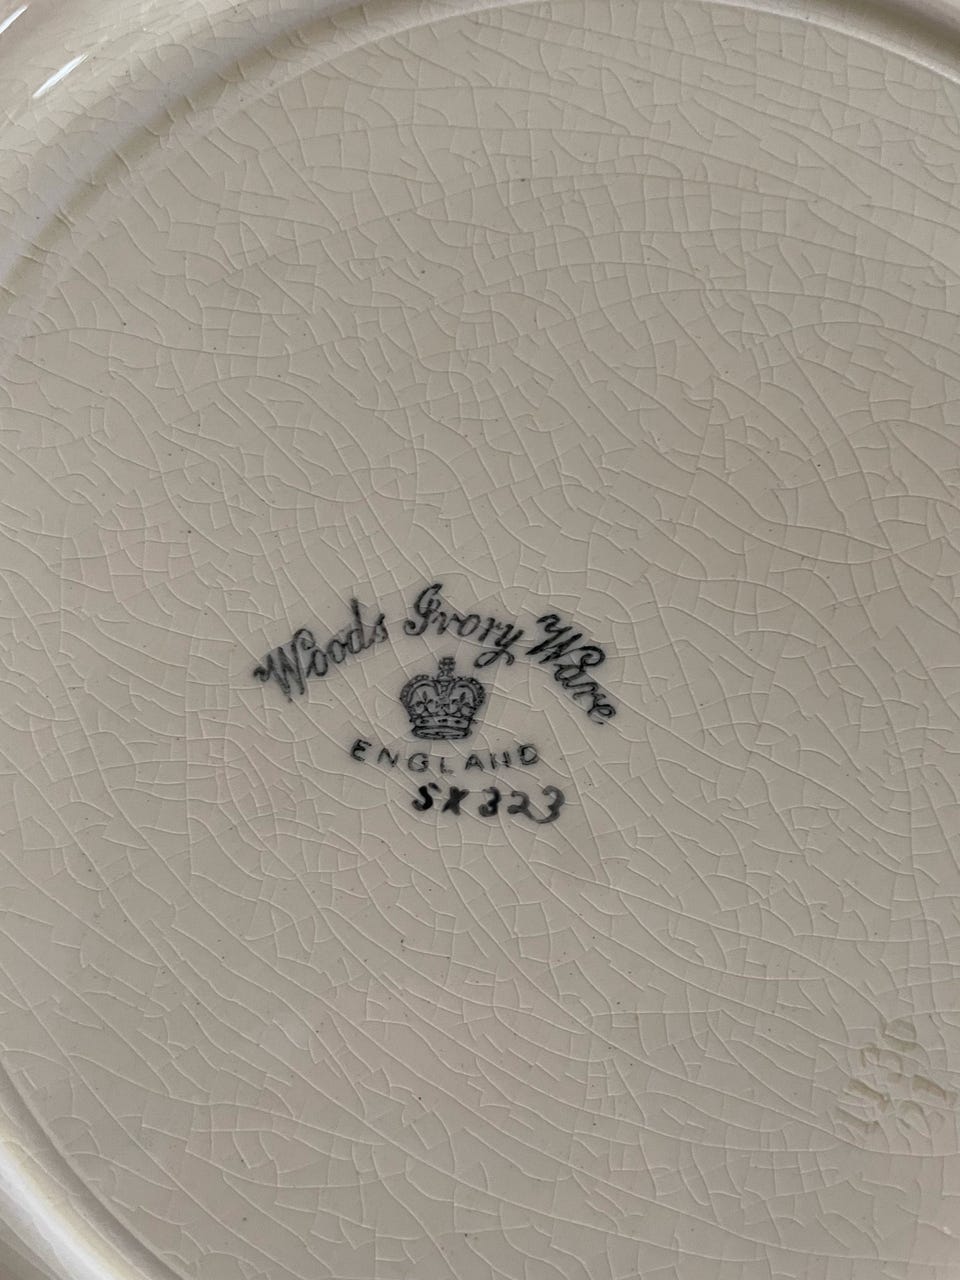 Woods Ivory Ware
ENGLAND
SX323